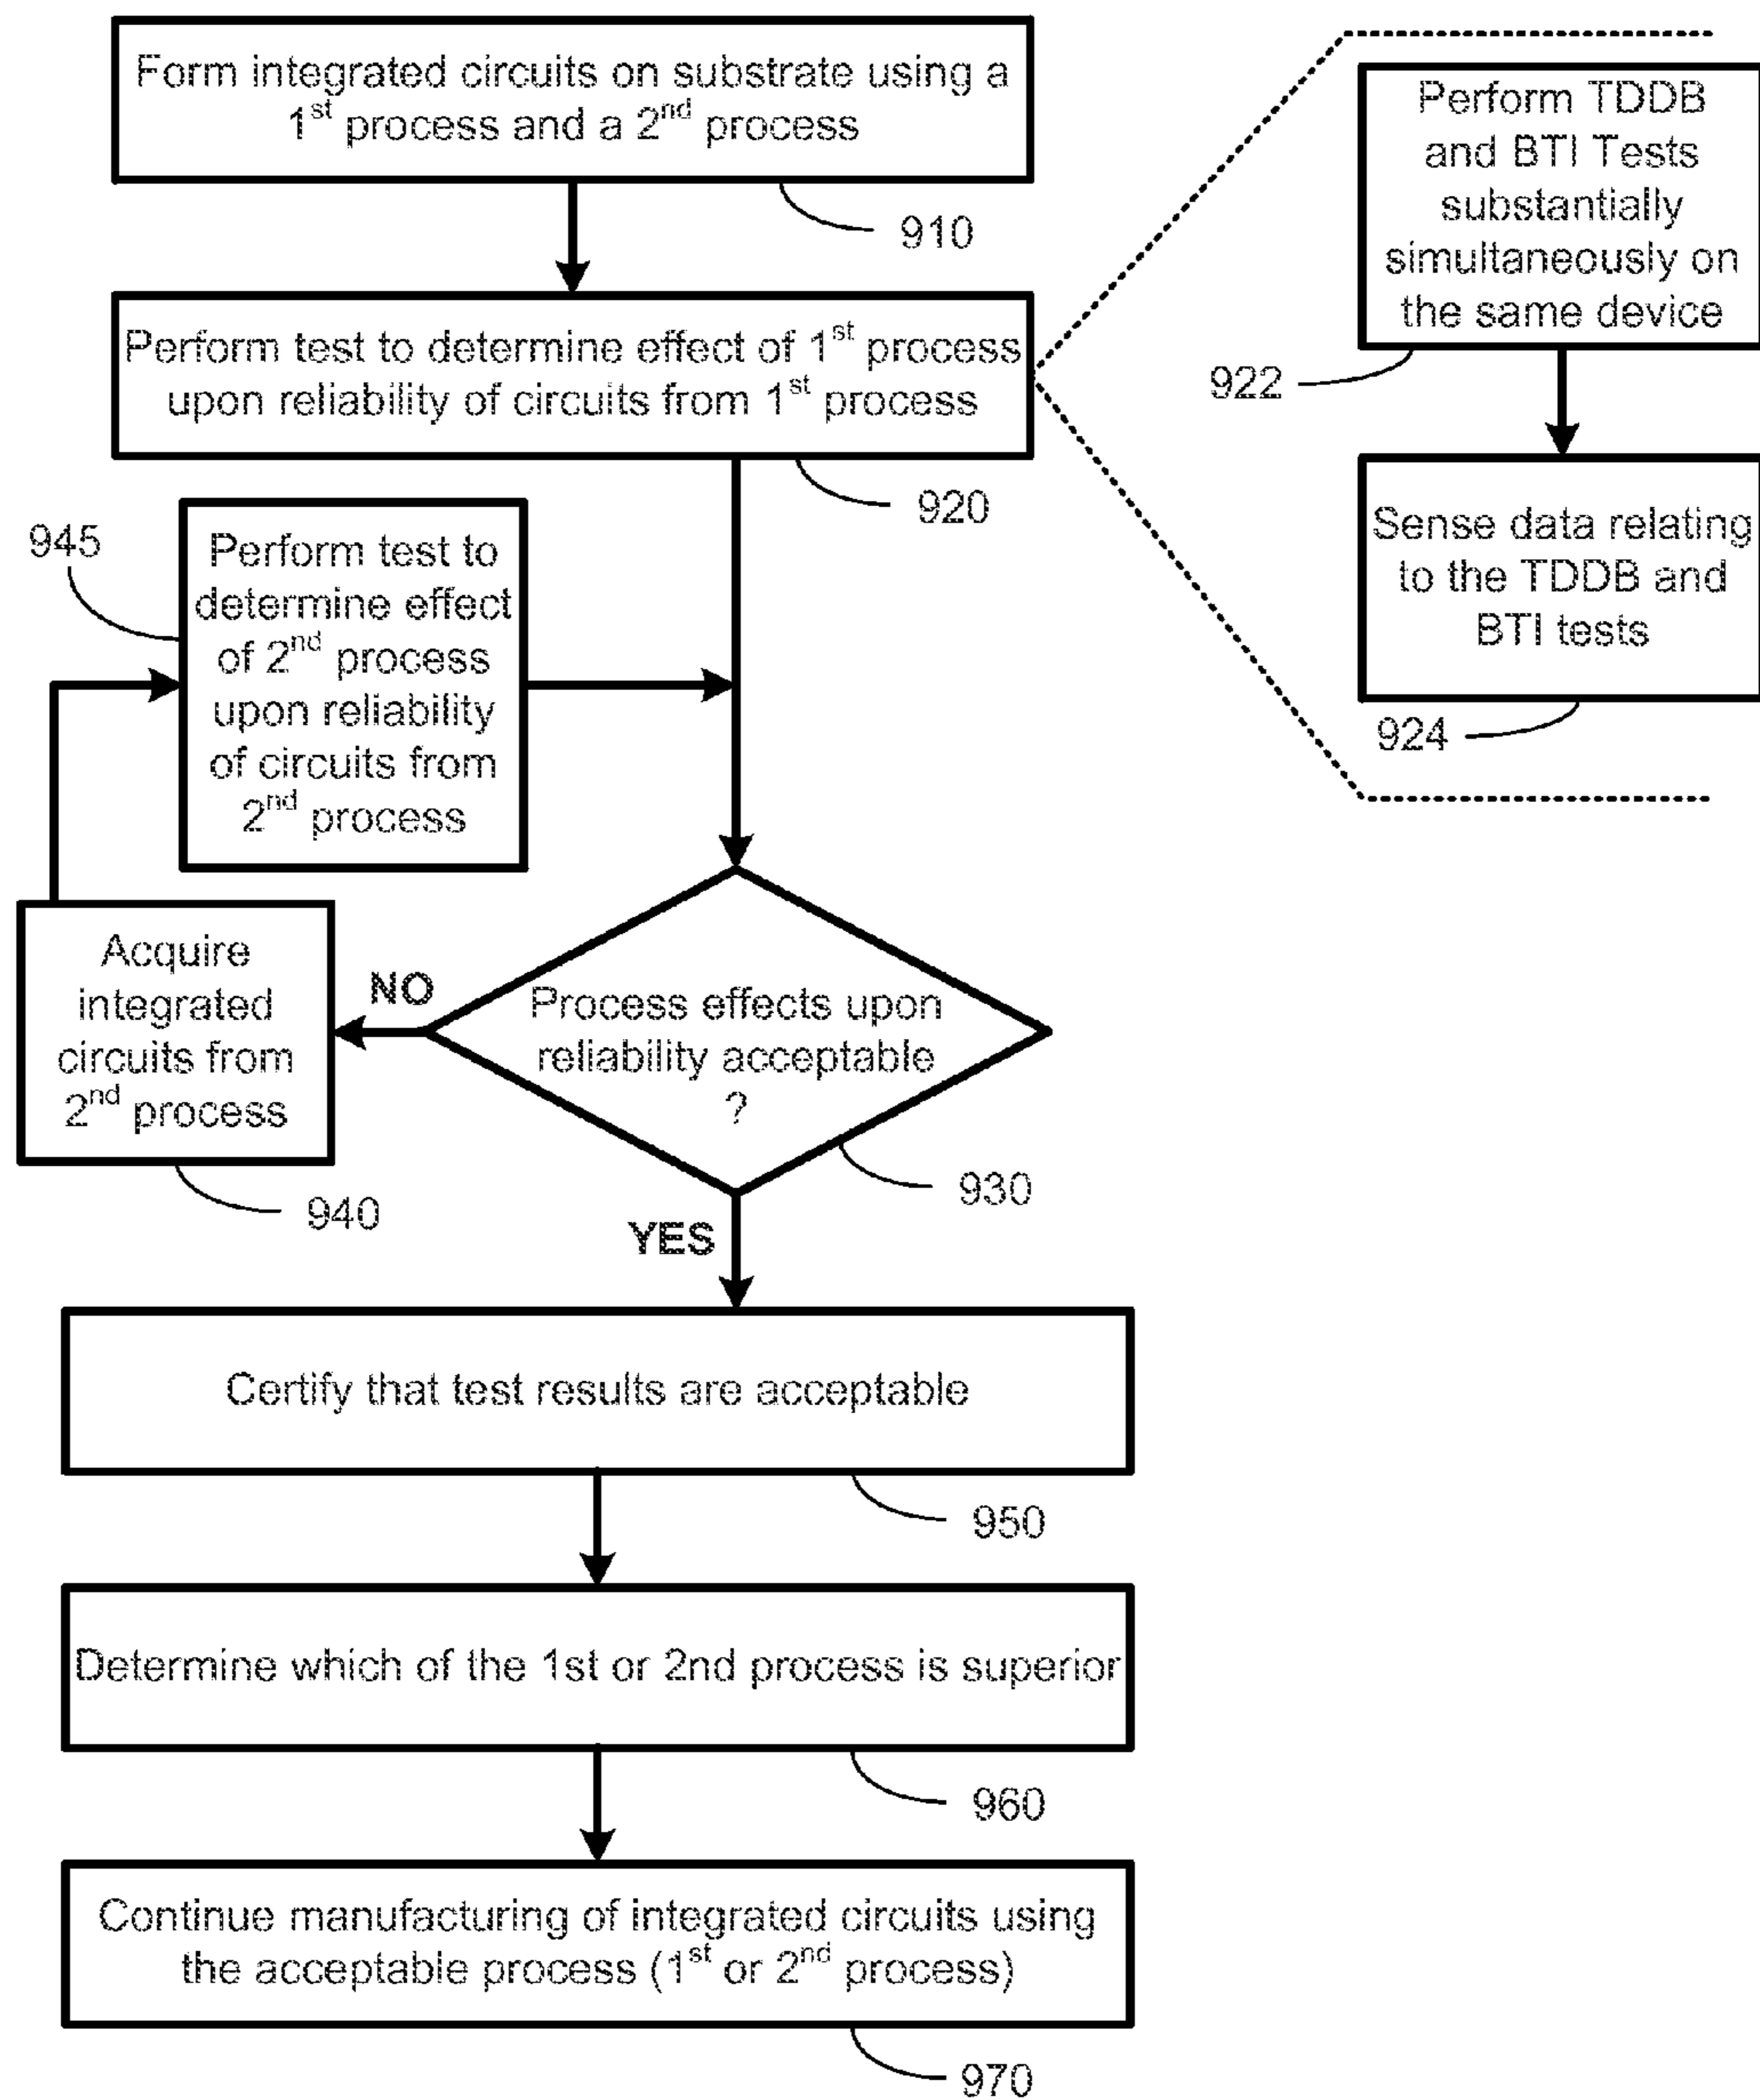 Form integrated circuits on substrate using a
1st process and a 2nd process
910
Perform test to determine effect of 1st process
upon reliability of circuits from 1st process
920
Perform TDDB
and BTI Tests
substantially
simultaneously on
the same device
922
Sense data relating
to the TDDB and
BTI tests
924
945
Perform test to
determine effect
of 2nd process
upon reliability
of circuits from
2nd process
Acquire
integrated
circuits from
2nd process
940
NO
Process effects upon
reliability acceptable
?
930
YES
Certify that test results are acceptable
950
Determine which of the 1st or 2nd process is superior
960
Continue manufacturing of integrated circuits using
the acceptable process (1st or 2nd process)
970